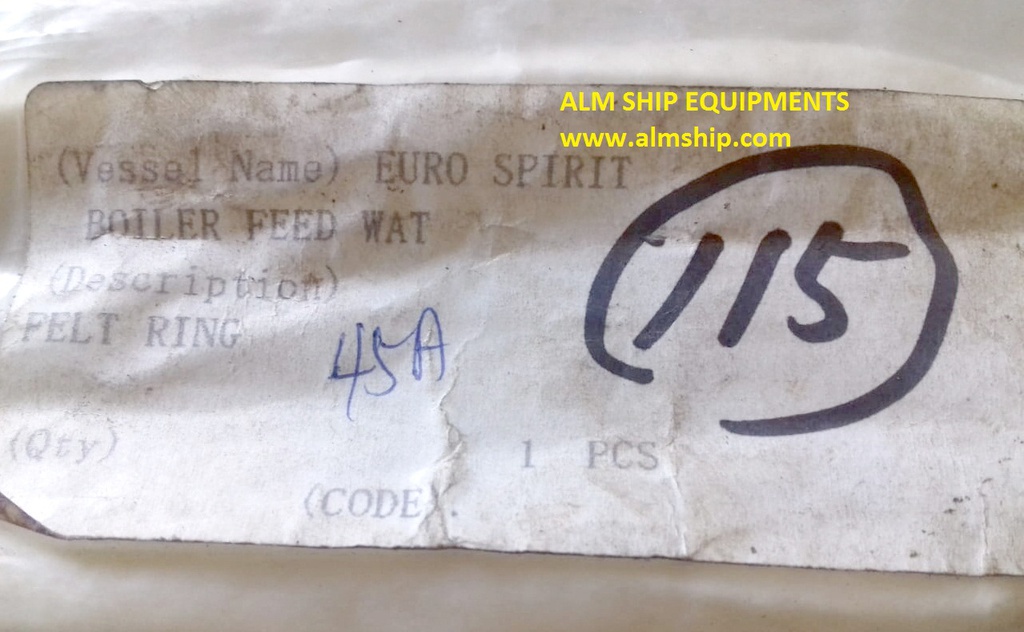 ALM SHIP EQUIPMENTS
www.almship.com
(Vessel Name) EURO SPIRIT
BOILER FEED WAT
(Description)
FELT RING
45A
115
(Qty) 1 PCS
(CODE).